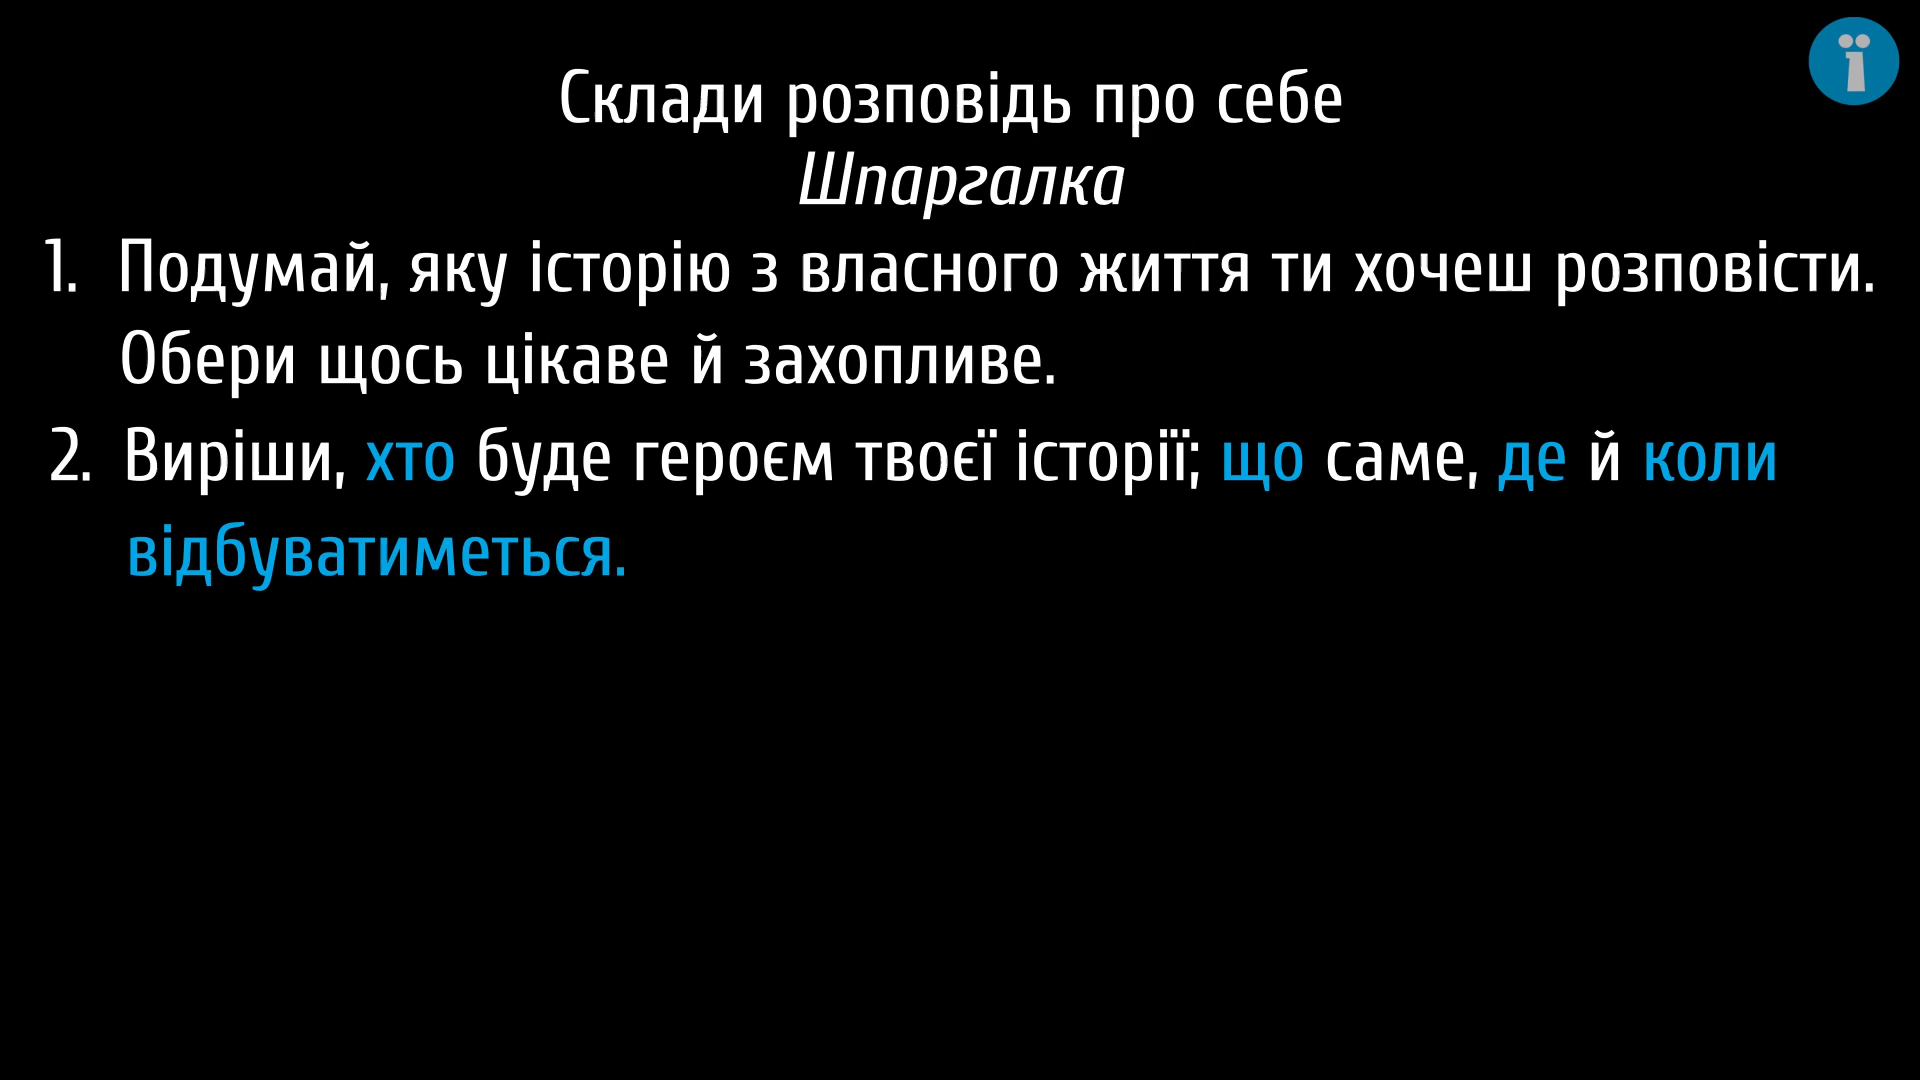 ї
Склади розповідь про себе
Шпаргалка
1. Подумай, яку історію з власного життя ти хочеш розповісти.
Обери щось цікаве й захопливе.
2. Виріши, хто буде героєм твоєї історії; що саме, де й коли
відбуватиметься.